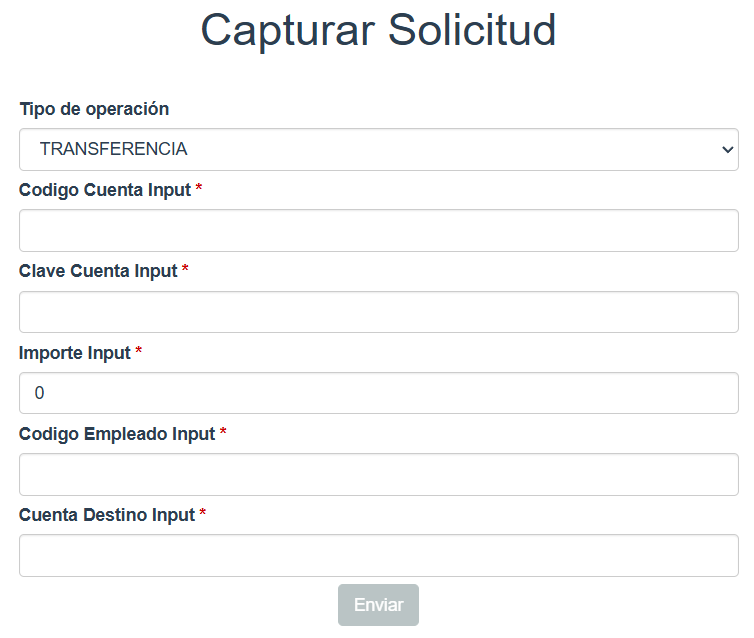 Capturar Solicitud
Tipo de operación
TRANSFERENCIA
Codigo Cuenta Input *
Clave Cuenta Input *
Importe Input *
0
Codigo Empleado Input *
Cuenta Destino Input *
Enviar